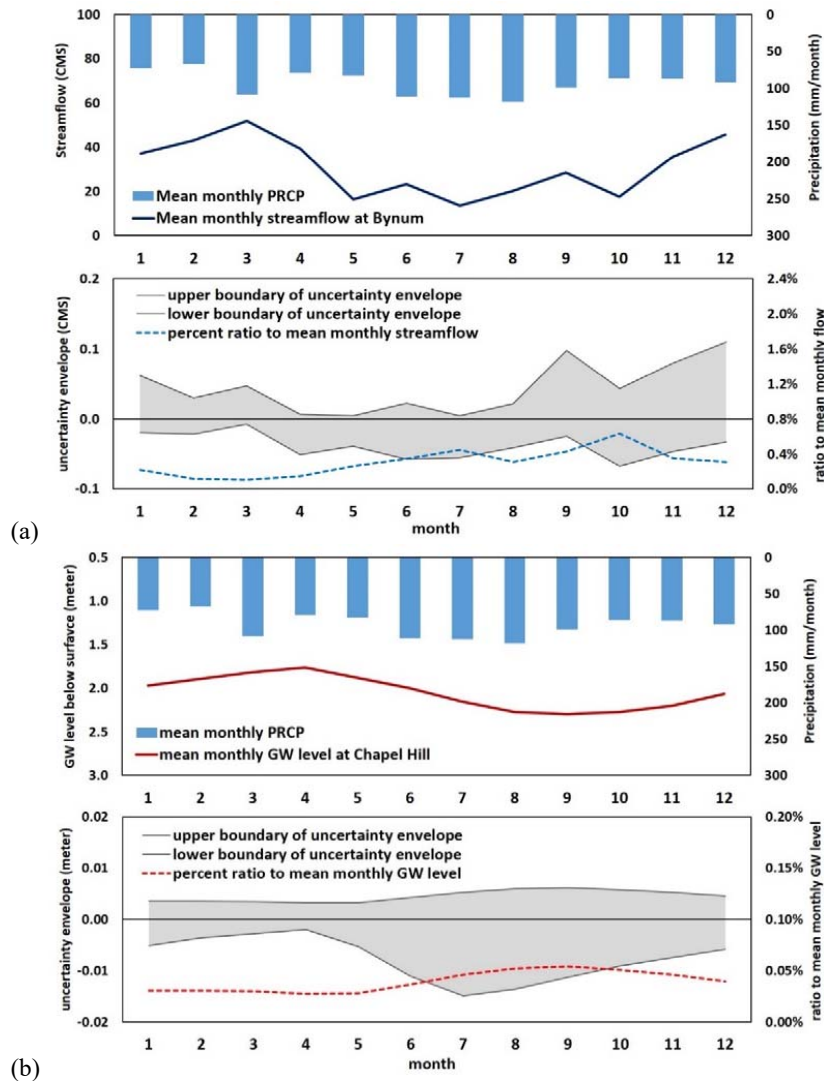 100
80
60
40
20
0
Streamflow (CMS)
0
50
100
150
200
250
300
Precipitation (mm/month)
Mean monthly PRCP
Mean monthly streamflow at Bynum
1 2 3 4 5 6 7 8 9 10 11 12
0.2
0.1
0.0
-0.1
uncertainty envelope (CMS)
2.4%
2.0%
1.6%
1.2%
0.8%
0.4%
0.0%
ratio to mean monthly flow
upper boundary of uncertainty envelope
lower boundary of uncertainty envelope
percent ratio to mean monthly streamflow
1 2 3 4 5 6 7 8 9 10 11 12
month
(a)
0.5
1.0
1.5
2.0
2.5
3.0
GW level below surfavce (meter)
0
50
100
150
200
250
300
Precipitation (mm/month)
mean monthly PRCP
mean monthly GW level at Chapel Hill
1 2 3 4 5 6 7 8 9 10 11 12
0.02
0.01
0.00
-0.01
-0.02
uncertainty envelope (meter)
0.20%
0.15%
0.10%
0.05%
0.00%
ratio to mean monthly GW level
upper boundary of uncertainty envelope
lower boundary of uncertainty envelope
percent ratio to mean monthly GW level
1 2 3 4 5 6 7 8 9 10 11 12
month
(b)